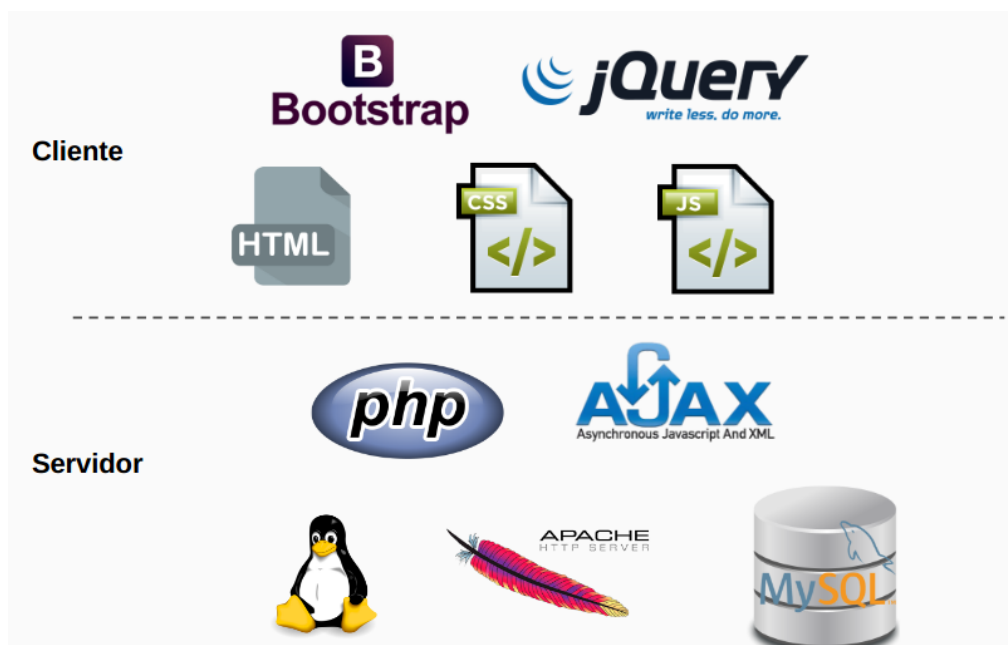 B
Bootstrap
jQuery
write less, do more.
Cliente
HTML
CSS
</>
JS
</>
php
AJAX
Asynchronous Javascript And XML
Servidor
APACHE
HTTP SERVER
MySQL